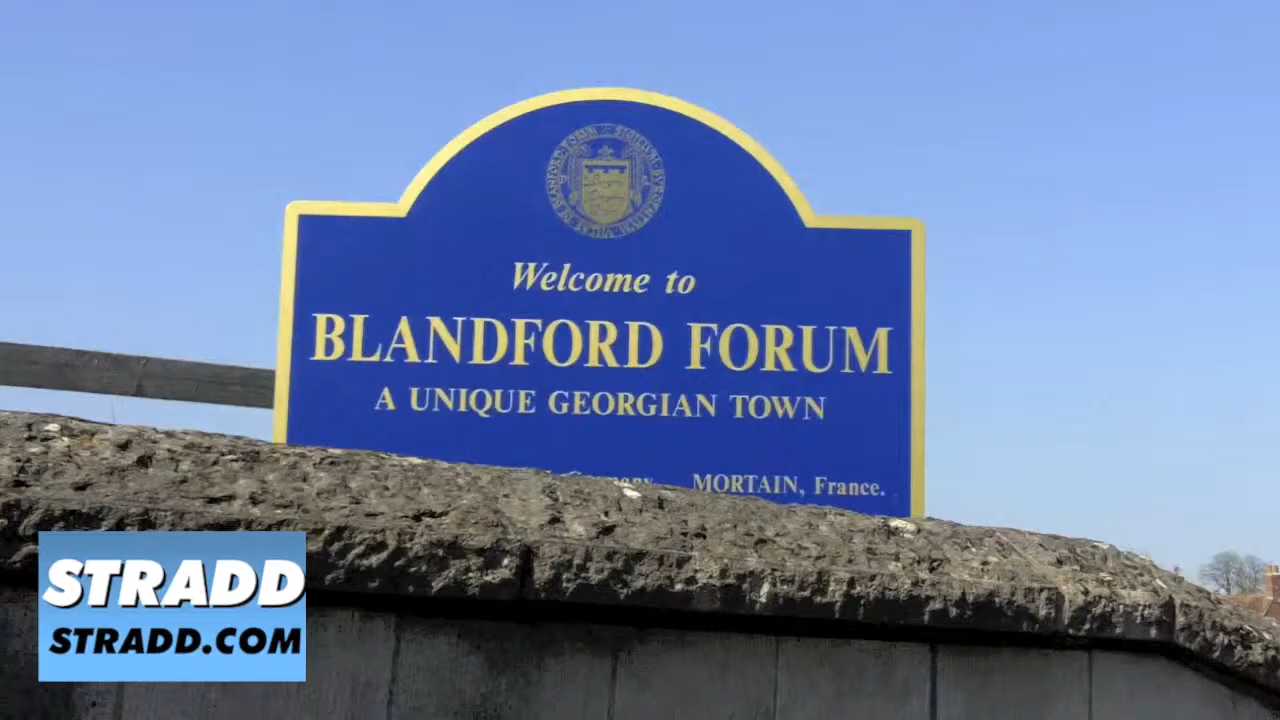 Welcome to
BLANDFORD FORUM
A UNIQUE GEORGIAN TOWN
MORTAIN, France.
STRADD
STRADD.COM